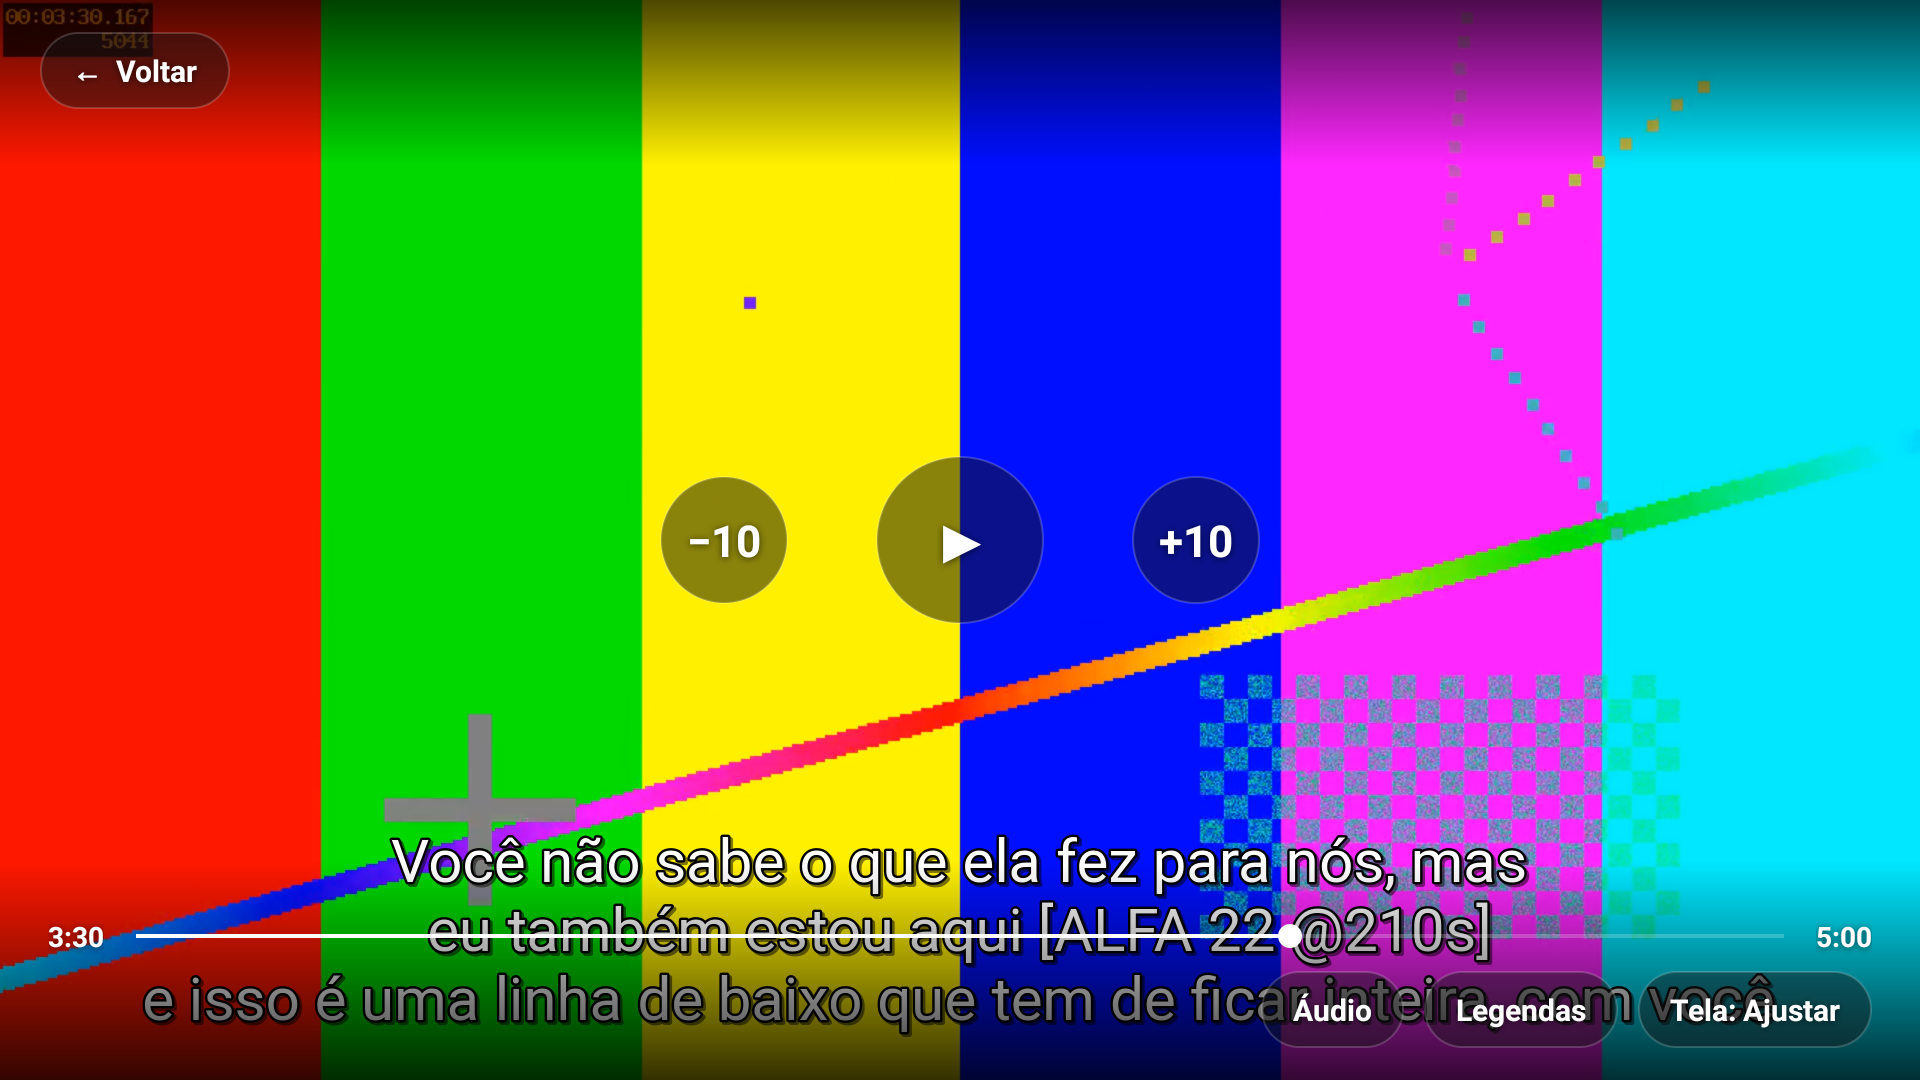 00:03:30.167
5044
← Voltar
−10
+10
Você não sabe o que ela fez para nós, mas
eu também estou aqui [ALFA 22 @210s]
3:30
5:00
e isso é uma linha de baixo que tem de ficar inteira, com você
Áudio
Legendas
Tela: Ajustar